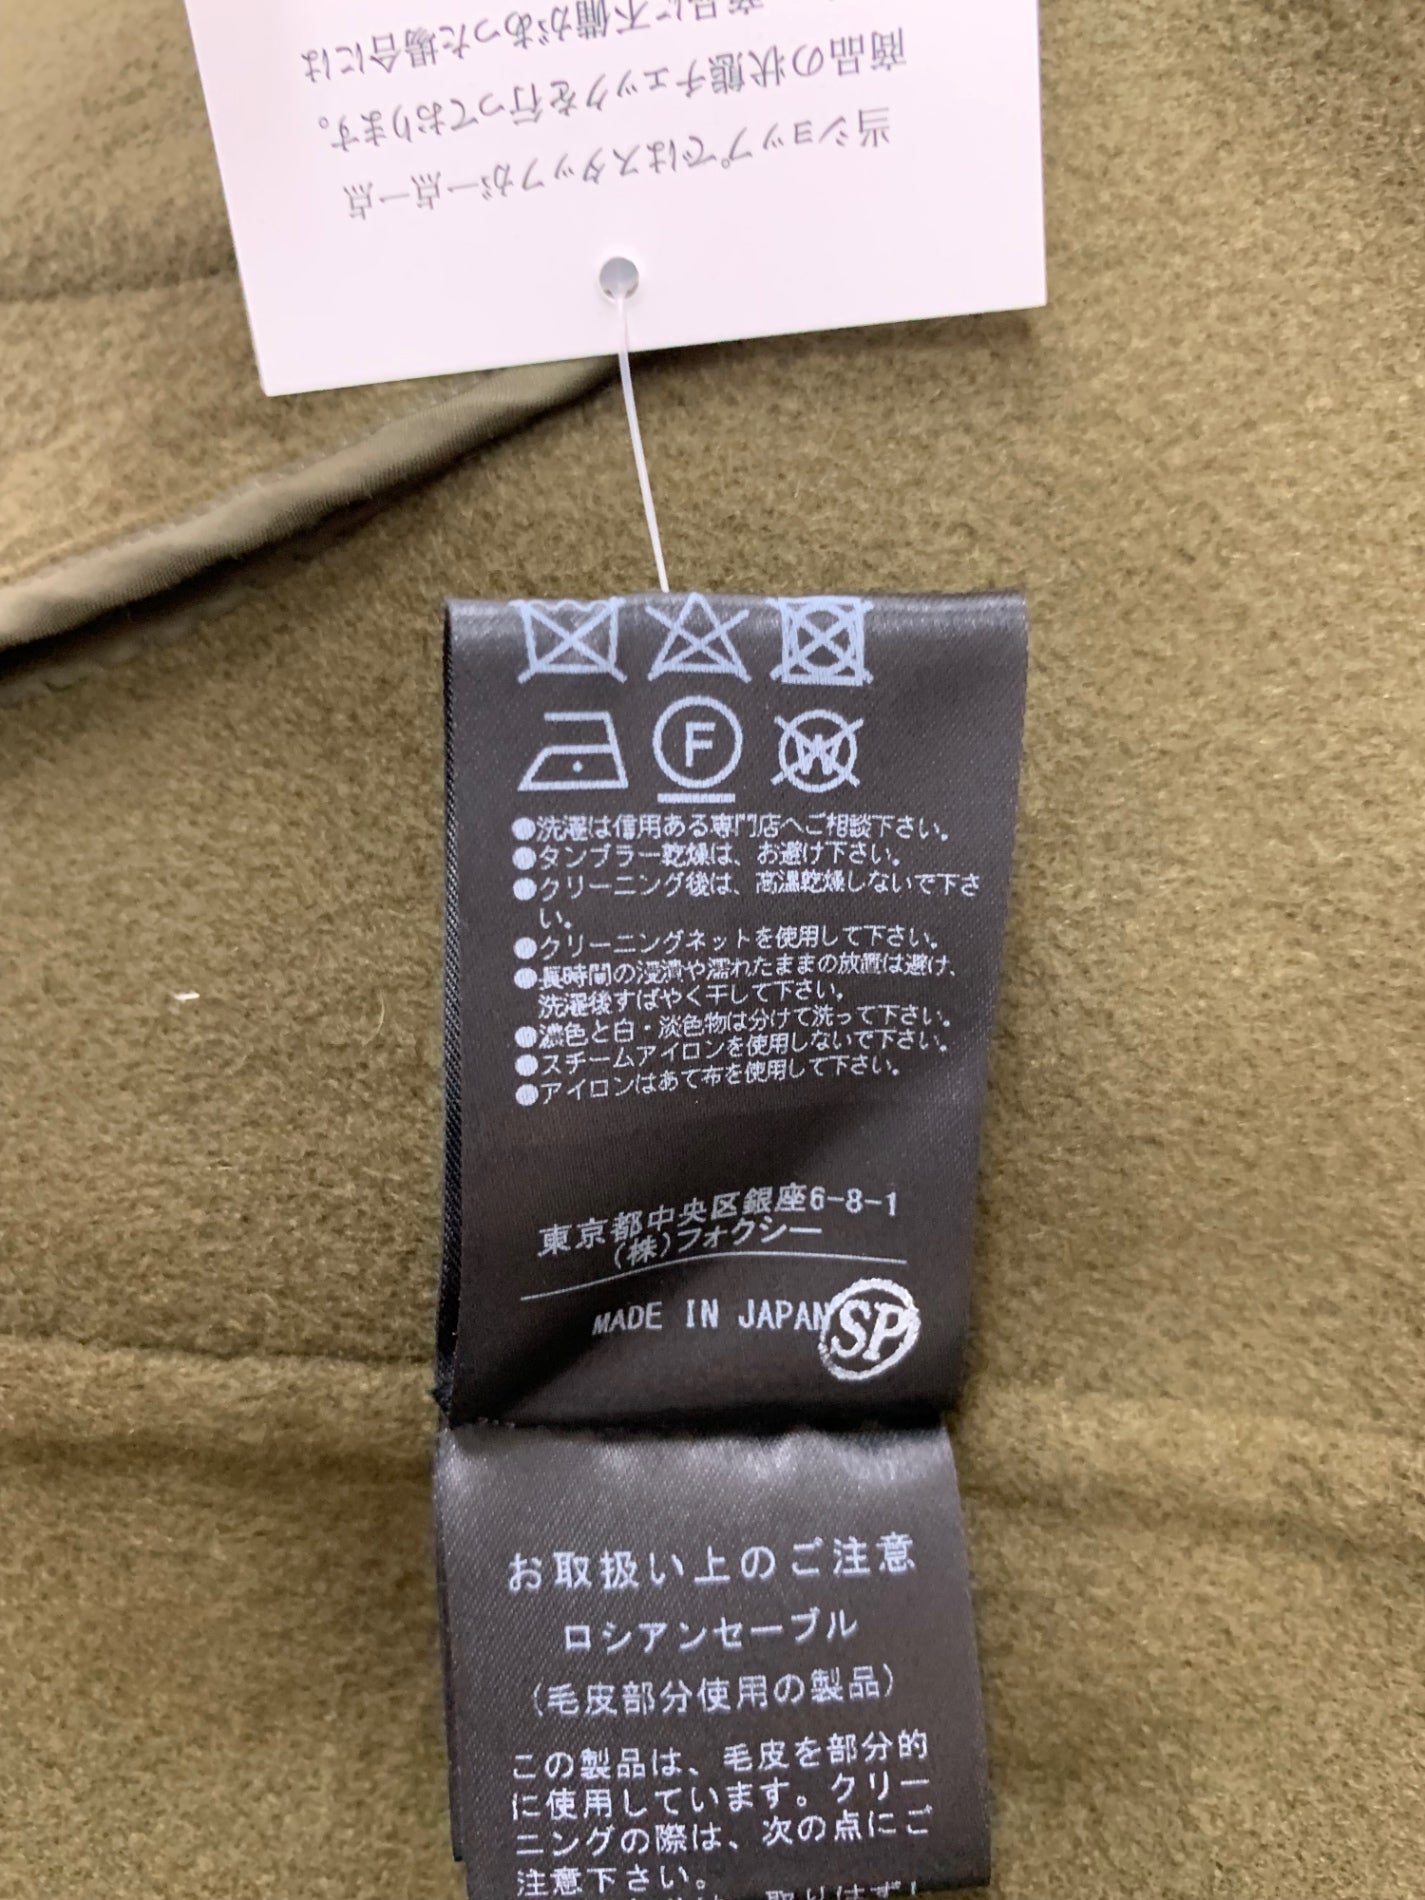 当ショップではスタッフが一点一点
商品の状態チェックを行っております。
商品に不備があった場合には
F
W
●洗濯は信用ある専門店へご相談下さい。
●タンブラー乾燥は、お避け下さい。
●クリーニング後は、高温乾燥しないで下さ
い。
●クリーニングネットを使用して下さい。
●長時間の浸漬や濡れたままの放置は避け、
洗濯後すばやく干して下さい。
●濃色と白・淡色物は分けて洗って下さい。
●スチームアイロンを使用しないで下さい。
●アイロンはあて布を使用して下さい。
東京都中央区銀座6-8-1
(株)フォクシー
MADE IN JAPAN
SP
お取扱い上のご注意
ロシアンセーブル
(毛皮部分使用の製品)
この製品は、毛皮を部分的
に使用しています。クリー
ニングの際は、次の点にご
注意下さい。